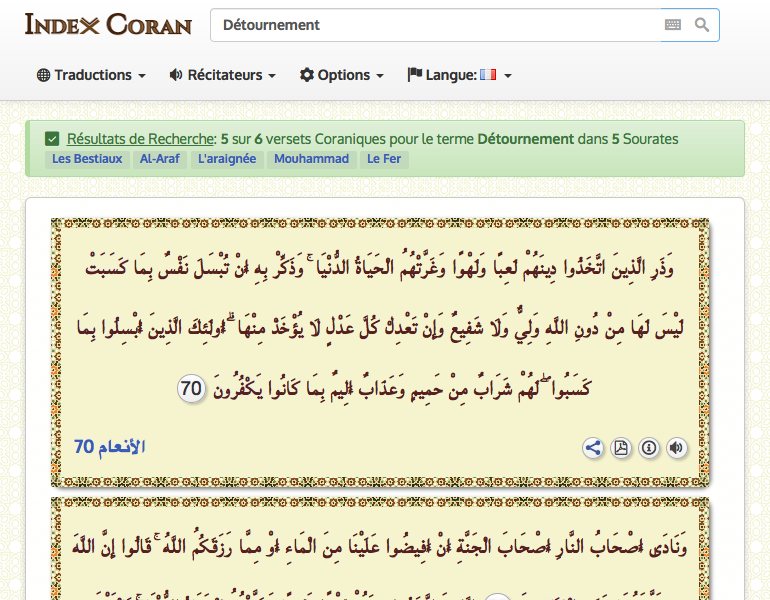 INDEX CORAN
Détournement
Traductions
Récitateurs
Options
Langue:
Résultats de Recherche: 5 sur 6 versets Coraniques pour le terme Détournement dans 5 Sourates
Les Bestiaux Al-Araf L'araignée Mouhammad Le Fer
وَذَرِ الَّذِينَ اتَّخَذُوا دِينَهُمْ لَعِبًا وَلَهْوًا وَغَرَّتْهُمُ الْحَيَاةُ الدُّنْيَا ۚ وَذَكِّرْ بِهِ أَنْ تُبْسَلَ نَفْسٌ بِمَا كَسَبَتْ
لَيْسَ لَهَا مِنْ دُونِ اللَّهِ وَلِيٌّ وَلَا شَفِيعٌ وَإِنْ تَعْدِلْ كُلَّ عَدْلٍ لَا يُؤْخَذْ مِنْهَا ۗ أُولَٰئِكَ الَّذِينَ أُبْسِلُوا بِمَا
كَسَبُوا ۖ لَهُمْ شَرَابٌ مِنْ حَمِيمٍ وَعَذَابٌ أَلِيمٌ بِمَا كَانُوا يَكْفُرُونَ 70
الأنعام 70
وَنَادَىٰ أَصْحَابُ النَّارِ أَصْحَابَ الْجَنَّةِ أَنْ أَفِيضُوا عَلَيْنَا مِنَ الْمَاءِ أَوْ مِمَّا رَزَقَكُمُ اللَّهُ ۚ قَالُوا إِنَّ اللَّهَ